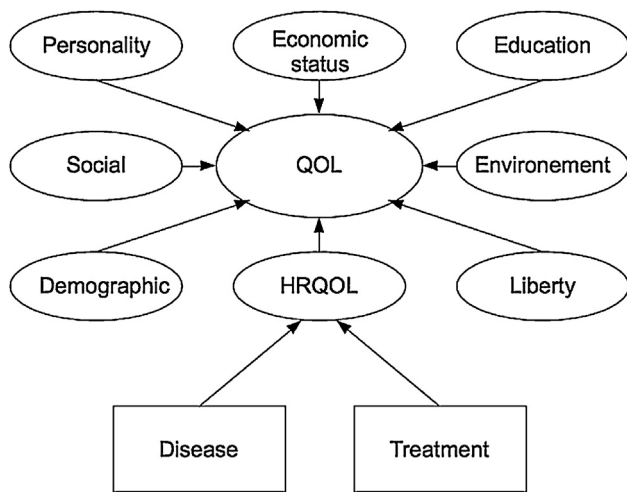 Personality
Economic
status
Education
Social
QOL
Environement
Demographic
HRQOL
Liberty
Disease
Treatment